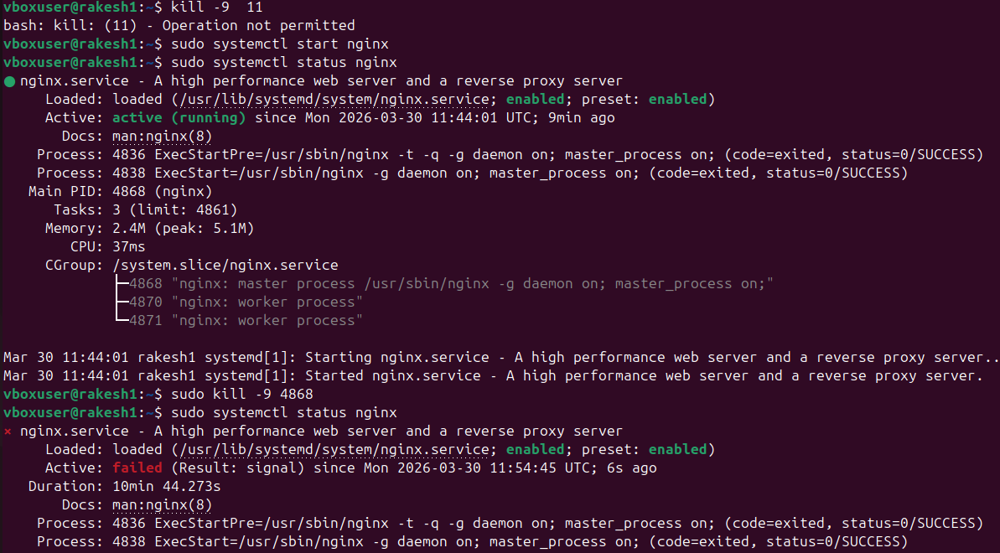 vboxuser@rakesh1:~$ kill -9  11
bash: kill: (11) - Operation not permitted
vboxuser@rakesh1:~$ sudo systemctl start nginx
vboxuser@rakesh1:~$ sudo systemctl status nginx
● nginx.service - A high performance web server and a reverse proxy server
     Loaded: loaded (/usr/lib/systemd/system/nginx.service; enabled; preset: enabled)
     Active: active (running) since Mon 2026-03-30 11:44:01 UTC; 9min ago
       Docs: man:nginx(8)
    Process: 4836 ExecStartPre=/usr/sbin/nginx -t -q -g daemon on; master_process on; (code=exited, status=0/SUCCESS)
    Process: 4838 ExecStart=/usr/sbin/nginx -g daemon on; master_process on; (code=exited, status=0/SUCCESS)
   Main PID: 4868 (nginx)
      Tasks: 3 (limit: 4861)
     Memory: 2.4M (peak: 5.1M)
        CPU: 37ms
     CGroup: /system.slice/nginx.service
             ├─4868 "nginx: master process /usr/sbin/nginx -g daemon on; master_process on;"
             ├─4870 "nginx: worker process"
             └─4871 "nginx: worker process"
Mar 30 11:44:01 rakesh1 systemd[1]: Starting nginx.service - A high performance web server and a reverse proxy server..
Mar 30 11:44:01 rakesh1 systemd[1]: Started nginx.service - A high performance web server and a reverse proxy server.
vboxuser@rakesh1:~$ sudo kill -9 4868
vboxuser@rakesh1:~$ sudo systemctl status nginx
× nginx.service - A high performance web server and a reverse proxy server
     Loaded: loaded (/usr/lib/systemd/system/nginx.service; enabled; preset: enabled)
     Active: failed (Result: signal) since Mon 2026-03-30 11:54:45 UTC; 6s ago
   Duration: 10min 44.273s
       Docs: man:nginx(8)
    Process: 4836 ExecStartPre=/usr/sbin/nginx -t -q -g daemon on; master_process on; (code=exited, status=0/SUCCESS)
    Process: 4838 ExecStart=/usr/sbin/nginx -g daemon on; master_process on; (code=exited, status=0/SUCCESS)